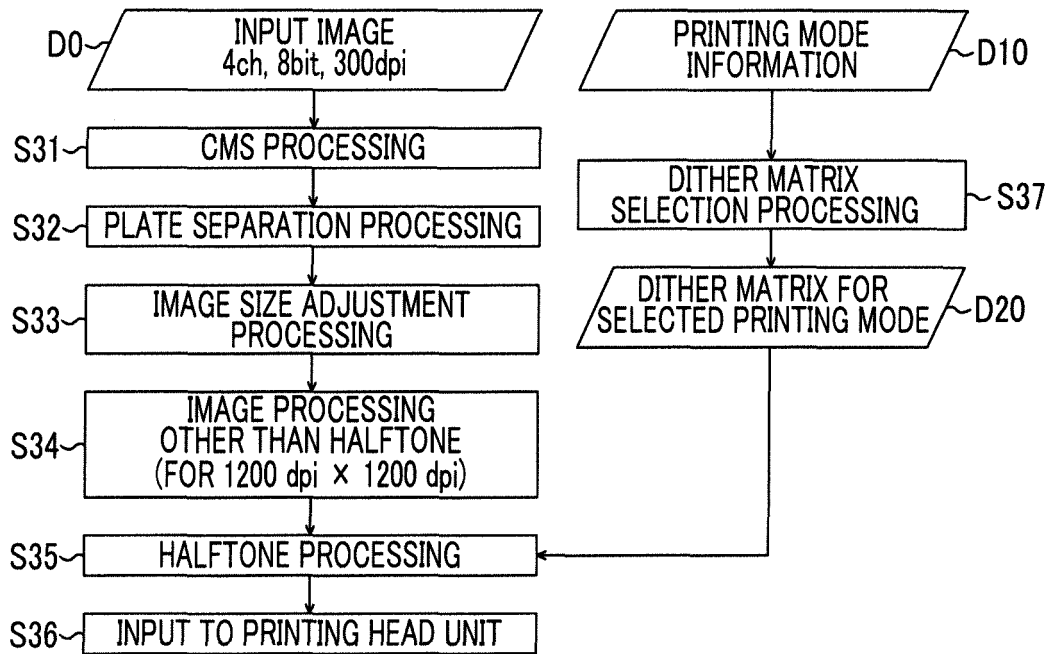 D0
INPUT IMAGE
4ch, 8bit, 300dpi
S31
CMS PROCESSING
S32
PLATE SEPARATION PROCESSING
S33
IMAGE SIZE ADJUSTMENT
PROCESSING
S34
IMAGE PROCESSING
OTHER THAN HALFTONE
(FOR 1200 dpi × 1200 dpi)
S35
HALFTONE PROCESSING
S36
INPUT TO PRINTING HEAD UNIT
PRINTING MODE
INFORMATION
D10
DITHER MATRIX
SELECTION PROCESSING
S37
DITHER MATRIX FOR
SELECTED PRINTING MODE
D20